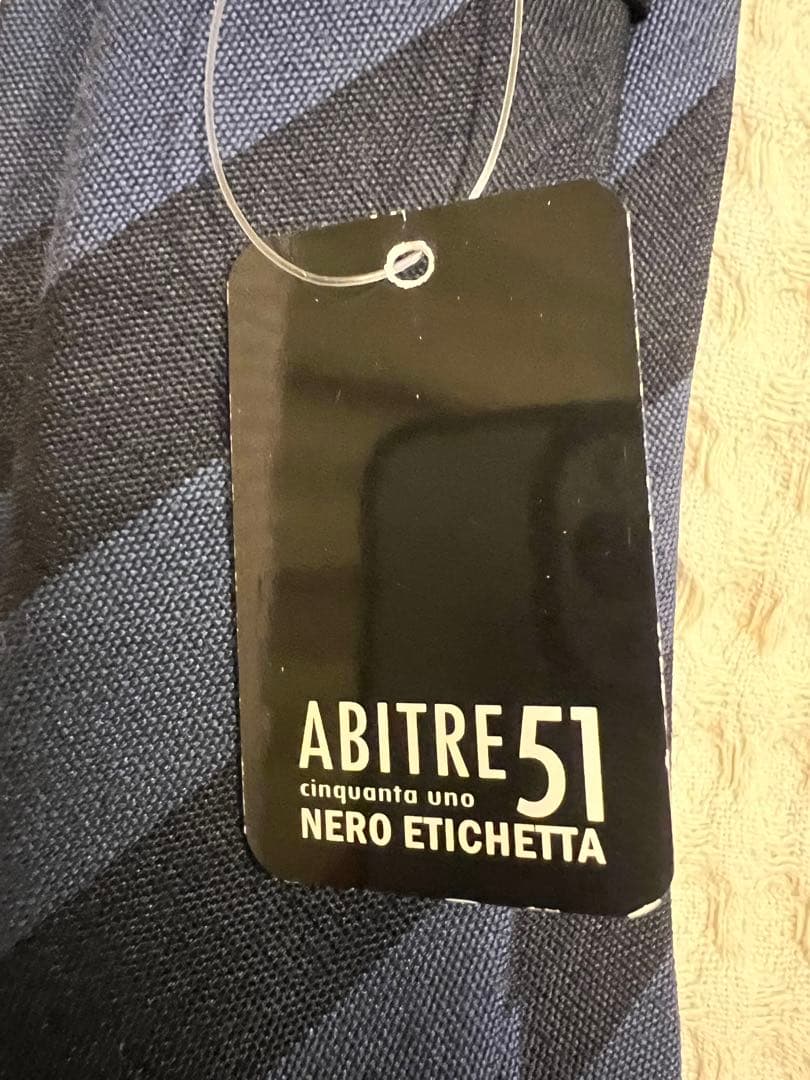 ABITRE 51
cinquanta uno
NERO ETICHETTA